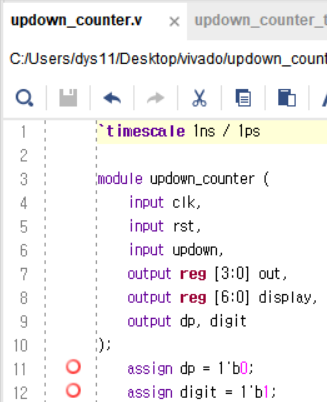 updown_counter.v × updown_counter_t
C:/Users/dys11/Desktop/vivado/updown_count
1 `timescale 1ns / 1ps
2
3 module updown_counter (
4 input clk,
5 input rst,
6 input updown,
7 output reg [3:0] out,
8 output reg [6:0] display,
9 output dp, digit
10 );
11 assign dp = 1'b0;
12 assign digit = 1'b1;